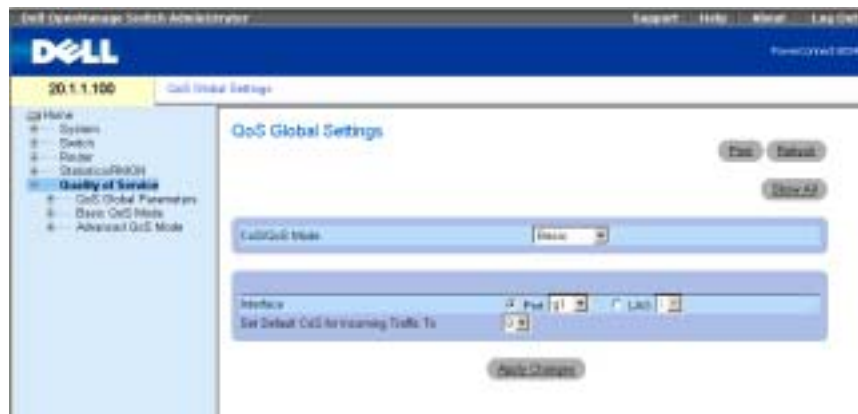 Dell OpenManage Switch Administrator
Support Help About Log Out
DELL
20.1.1.100
QoS Global Settings
Home
System
Switch
Router
Statistics/RMON
Quality of Service
QoS Global Parameters
Basic QoS Mode
Advanced QoS Mode
QoS Global Settings
Print Refresh
Show All
CoS/QoS Mode Basic
Interface Port LAG
Set Default CoS for Incoming Traffic To 0
Apply Changes